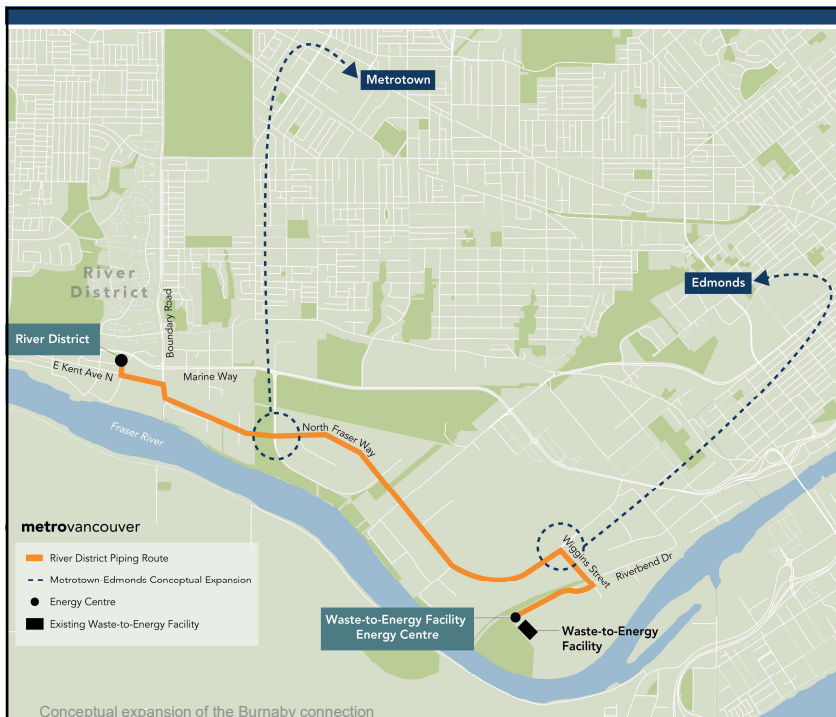 Metrotown
Edmonds
River
District
Boundary Road
River District
E Kent Ave N
Marine Way
Fraser River
North Fraser Way
Wiggins Street
Riverbend Dr
metrovancouver
River District Piping Route
Metrotown Edmonds Conceptual Expansion
Energy Centre
Existing Waste-to-Energy Facility
Waste-to-Energy Facility
Energy Centre
Waste-to-Energy
Facility
Conceptual expansion of the Burnaby connection